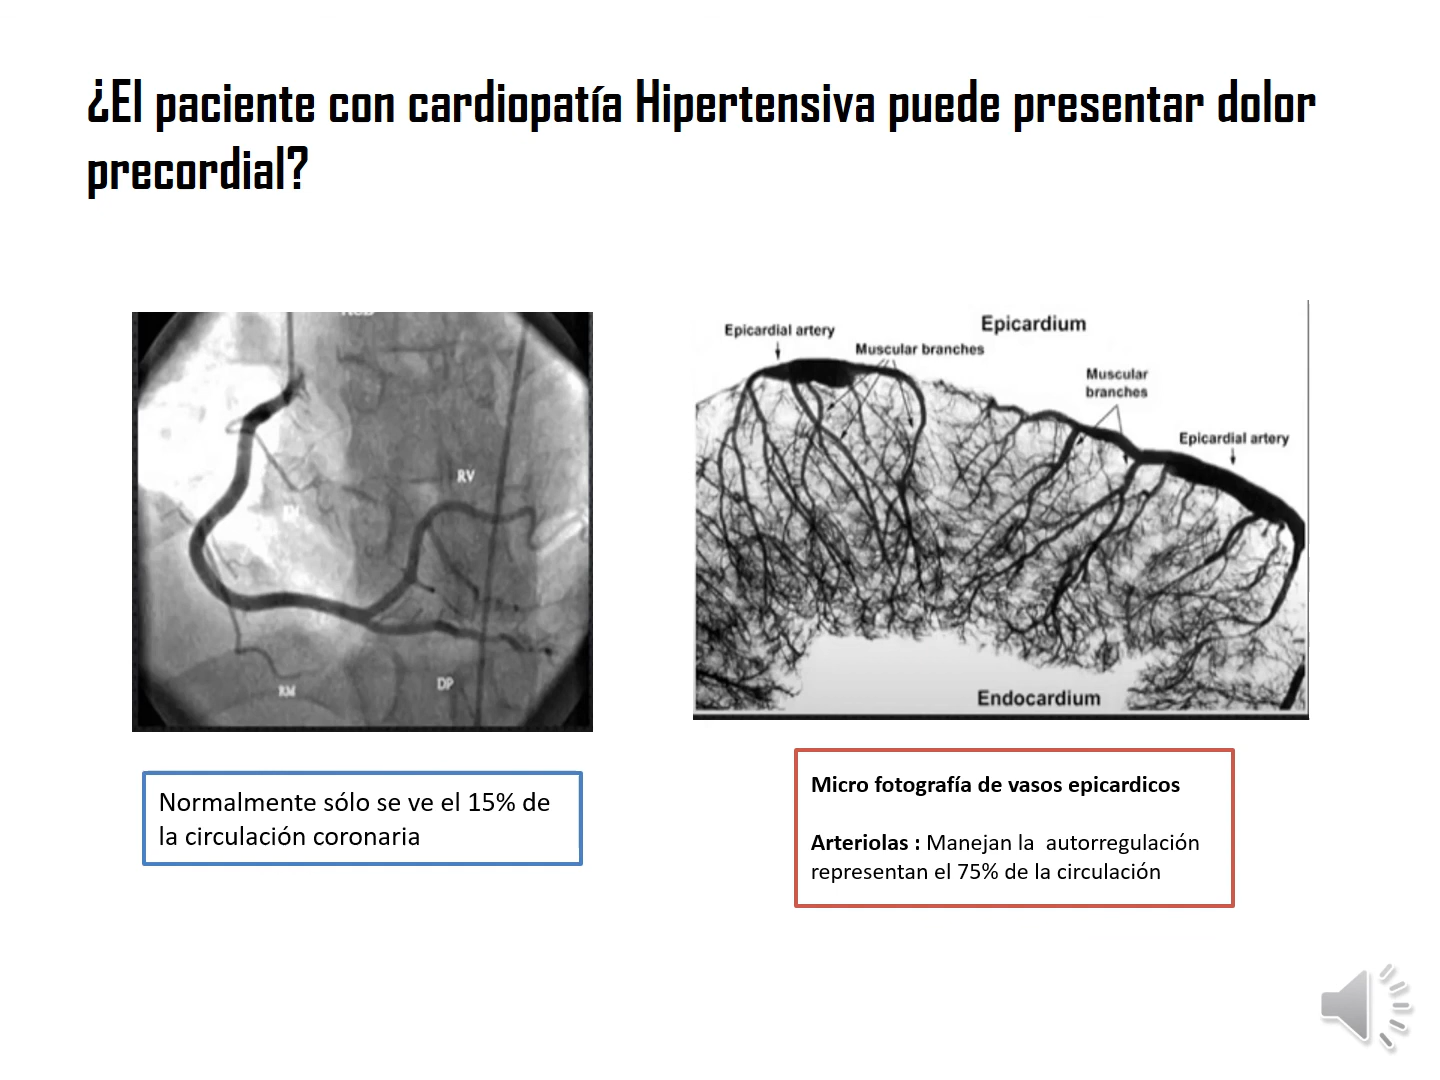 ¿El paciente con cardiopatía Hipertensiva puede presentar dolor
precordial?
RV
RM
DP
Epicardial artery
Epicardium
Muscular branches
Muscular
branches
Epicardial artery
Endocardium
Normalmente sólo se ve el 15% de
la circulación coronaria
Micro fotografía de vasos epicardicos
Arteriolas : Manejan la autorregulación
representan el 75% de la circulación